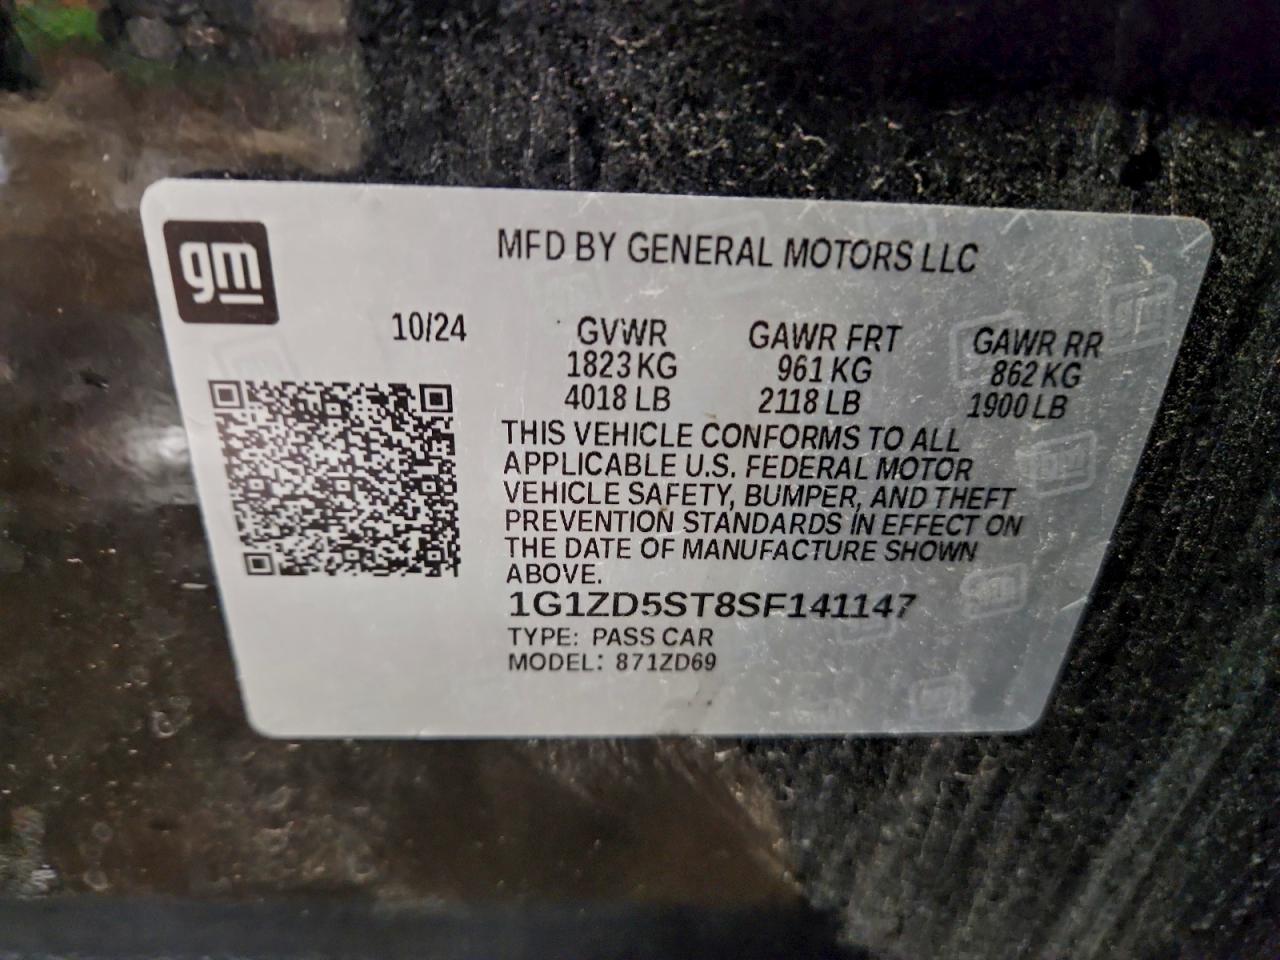 gm
MFD BY GENERAL MOTORS LLC
10/24 GVWR GAWR FRT GAWR RR
1823 KG 961 KG 862 KG
4018 LB 2118 LB 1900 LB
THIS VEHICLE CONFORMS TO ALL
APPLICABLE U.S. FEDERAL MOTOR
VEHICLE SAFETY, BUMPER, AND THEFT
PREVENTION STANDARDS IN EFFECT ON
THE DATE OF MANUFACTURE SHOWN
ABOVE.
1G1ZD5ST8SF141147
TYPE: PASS CAR
MODEL: 871ZD69